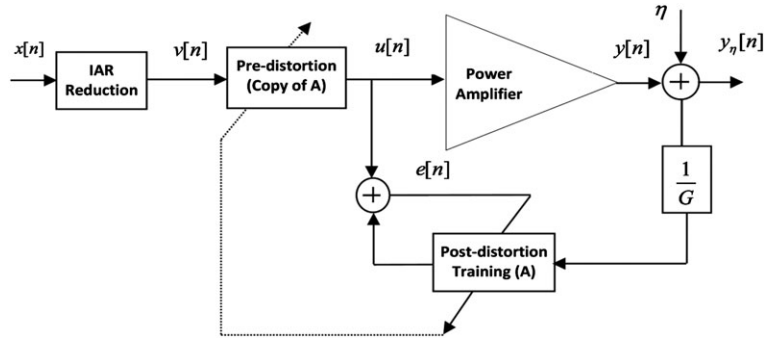 x[n]
IAR
Reduction
v[n]
Pre-distortion
(Copy of A)
u[n]
Power
Amplifier
y[n]
η
+
y_η[n]
e[n]
+
1
G
Post-distortion
Training (A)